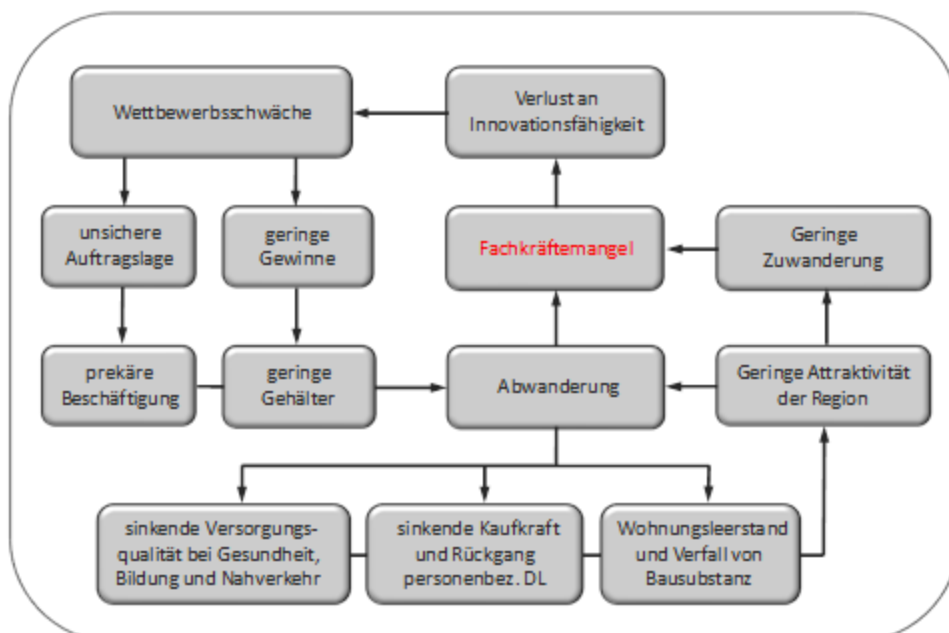 Wettbewerbsschwäche
Verlust an
Innovationsfähigkeit
unsichere
Auftragslage
geringe
Gewinne
Fachkräftemangel
Geringe
Zuwanderung
prekäre
Beschäftigung
geringe
Gehälter
Abwanderung
Geringe Attraktivität
der Region
sinkende Versorgungs-
qualität bei Gesundheit,
Bildung und Nahverkehr
sinkende Kaufkraft
und Rückgang
personenbez. DL
Wohnungsleerstand
und Verfall von
Bausubstanz